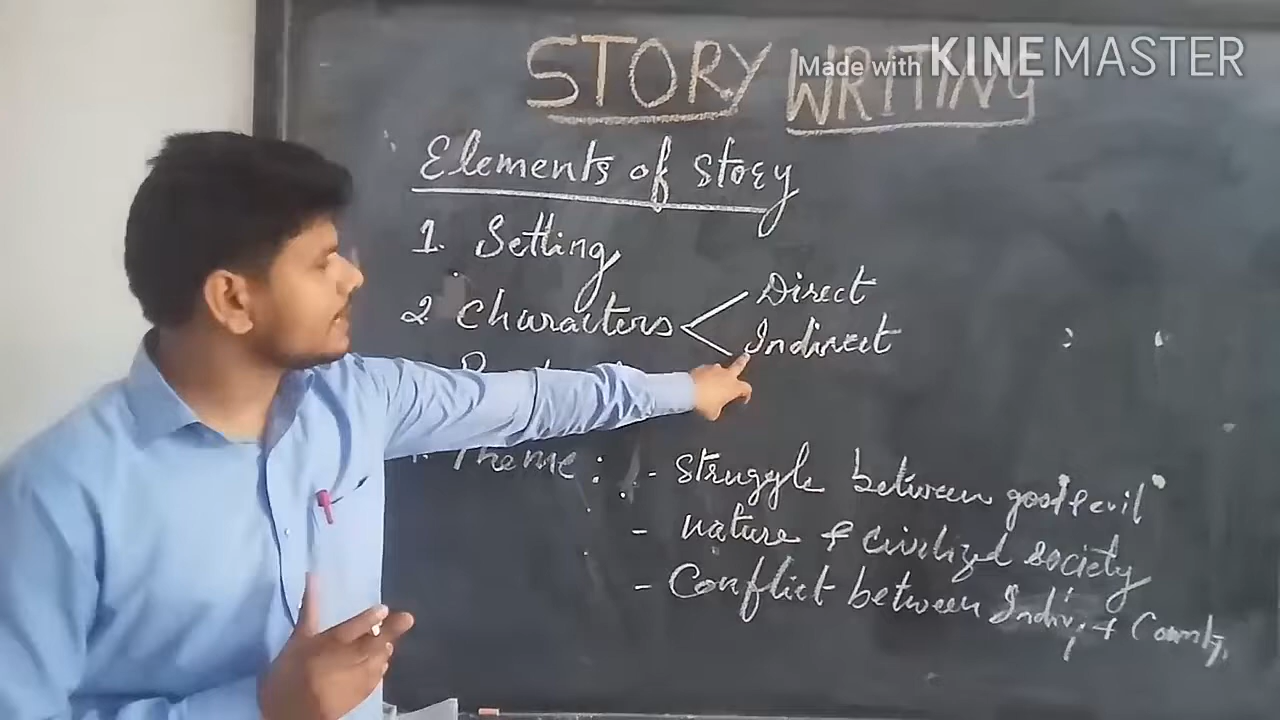 STORY WRITING
Made with KINEMASTER
Elements of Story
1. Setting
2. Characters < Direct
Indirect
Theme : - Struggle between good & evil
- nature & civilized society
- Conflict between Indiv. &